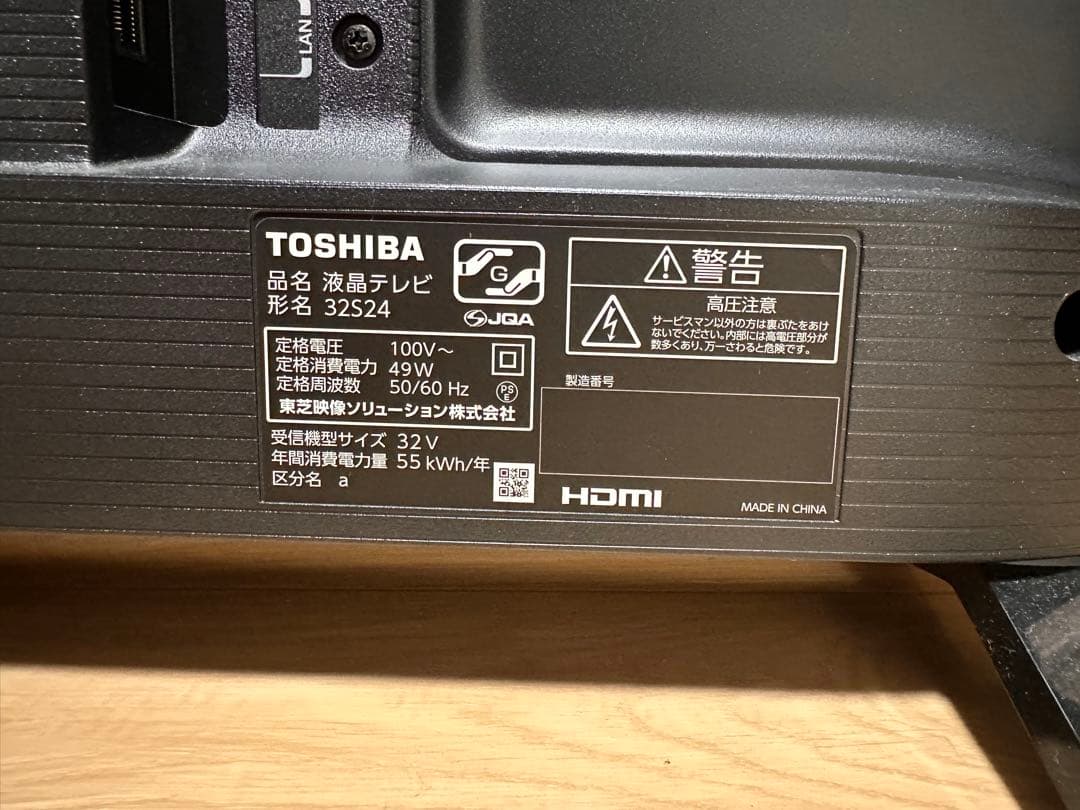 LAN
TOSHIBA
品名 液晶テレビ
形名 32S24
G
JQA
定格電圧 100V～
定格消費電力 49W
定格周波数 50/60 Hz
PS
E
東芝映像ソリューション株式会社
受信機型サイズ 32V
年間消費電力量 55kWh/年
区分名 a
警告
高圧注意
サービスマン以外の方は裏ぶたをあけ
ないでください。内部には高電圧部分が
数多くあり、万一さわると危険です。
製造番号
HDMI
MADE IN CHINA